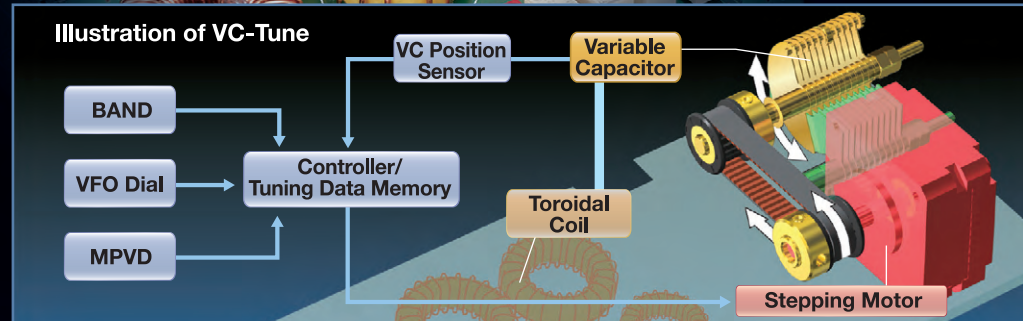 Illustration of VC-Tune
VC Position
Sensor
Variable
Capacitor
BAND
VFO Dial
MPVD
Controller/
Tuning Data Memory
Toroidal
Coil
Stepping Motor